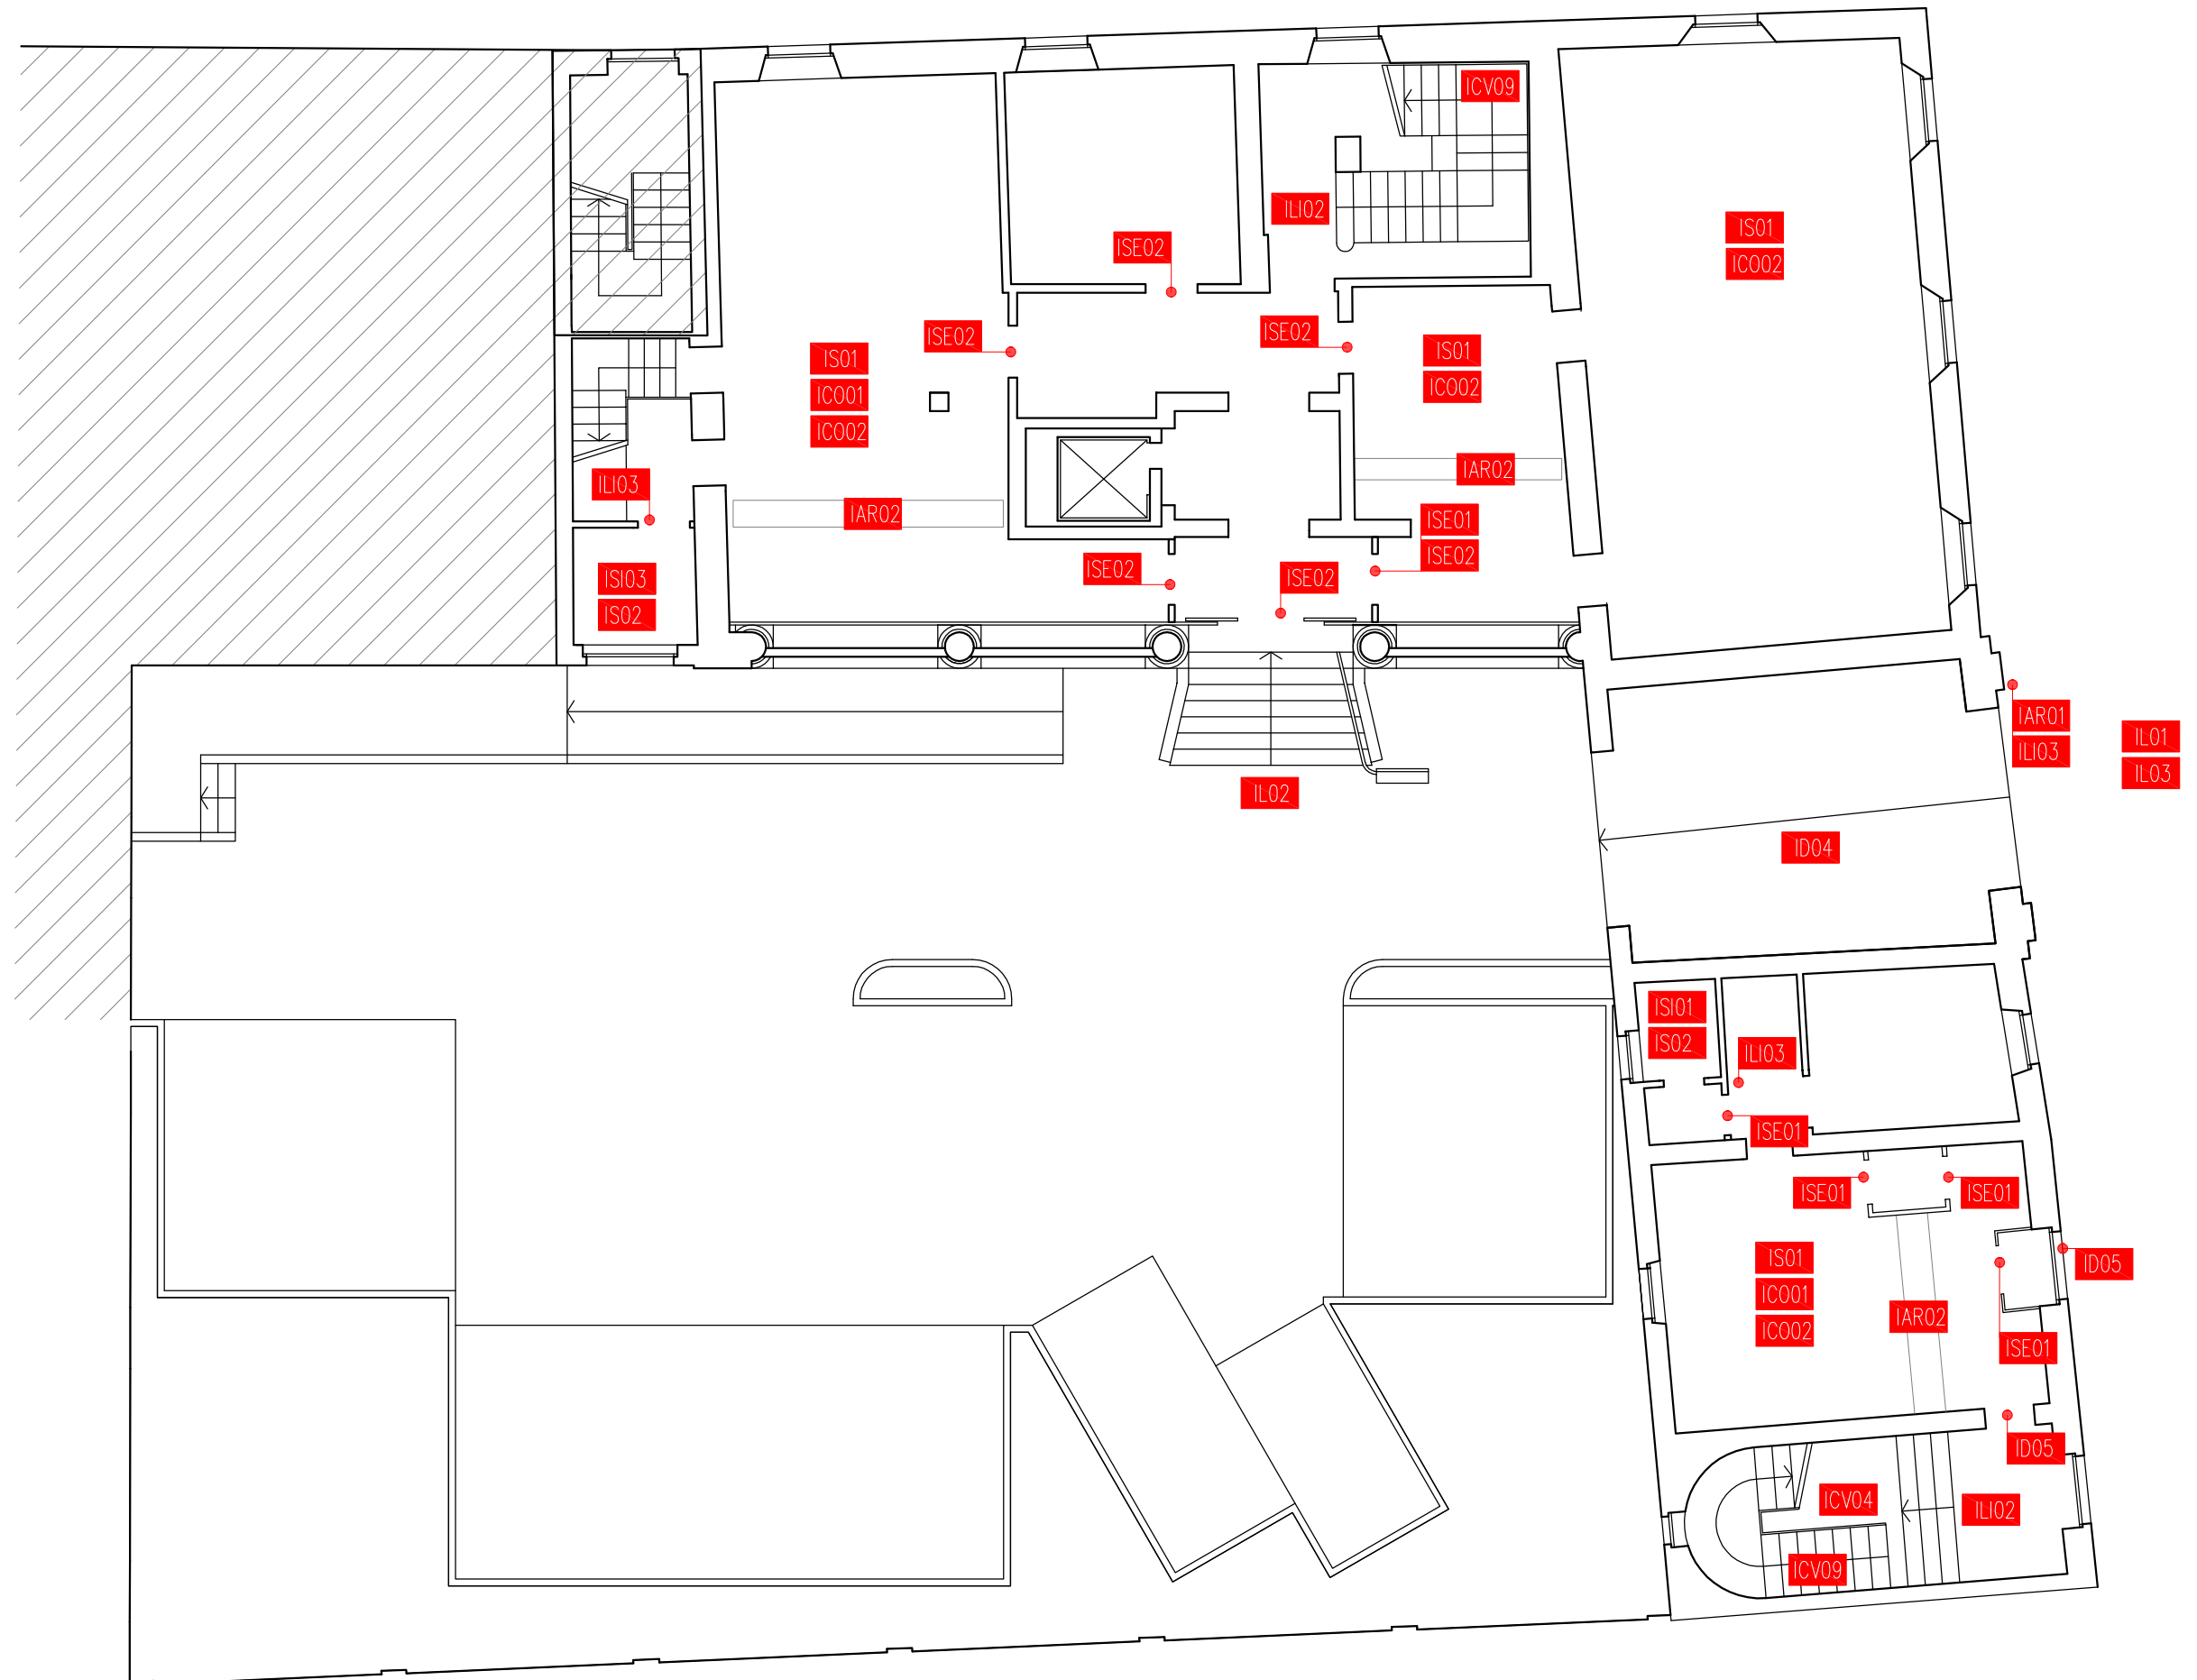 ICV09
ILI02
IS01
ICO02
ISE02
ISE02
ISE02
IS01
ICO01
ICO02
IS01
ICO02
IAR02
ILI03
IAR02
ISE01
ISE02
ISE02
ISE02
ISI03
IS02
IAR01
ILI03
IL01
IL03
IL02
ID04
ISI01
IS02
ILI03
ISE01
ISE01
ISE01
IS01
ICO01
ICO02
ID05
IAR02
ISE01
ID05
ICV04
ILI02
ICV09